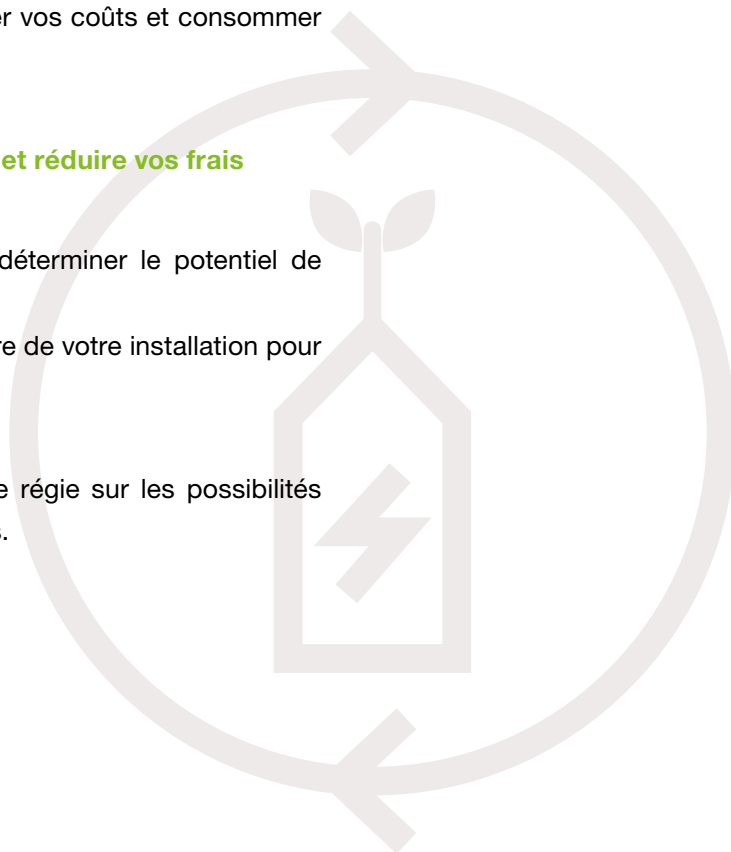 er vos coûts et consommer
et réduire vos frais
déterminer le potentiel de
re de votre installation pour
e régie sur les possibilités
s.